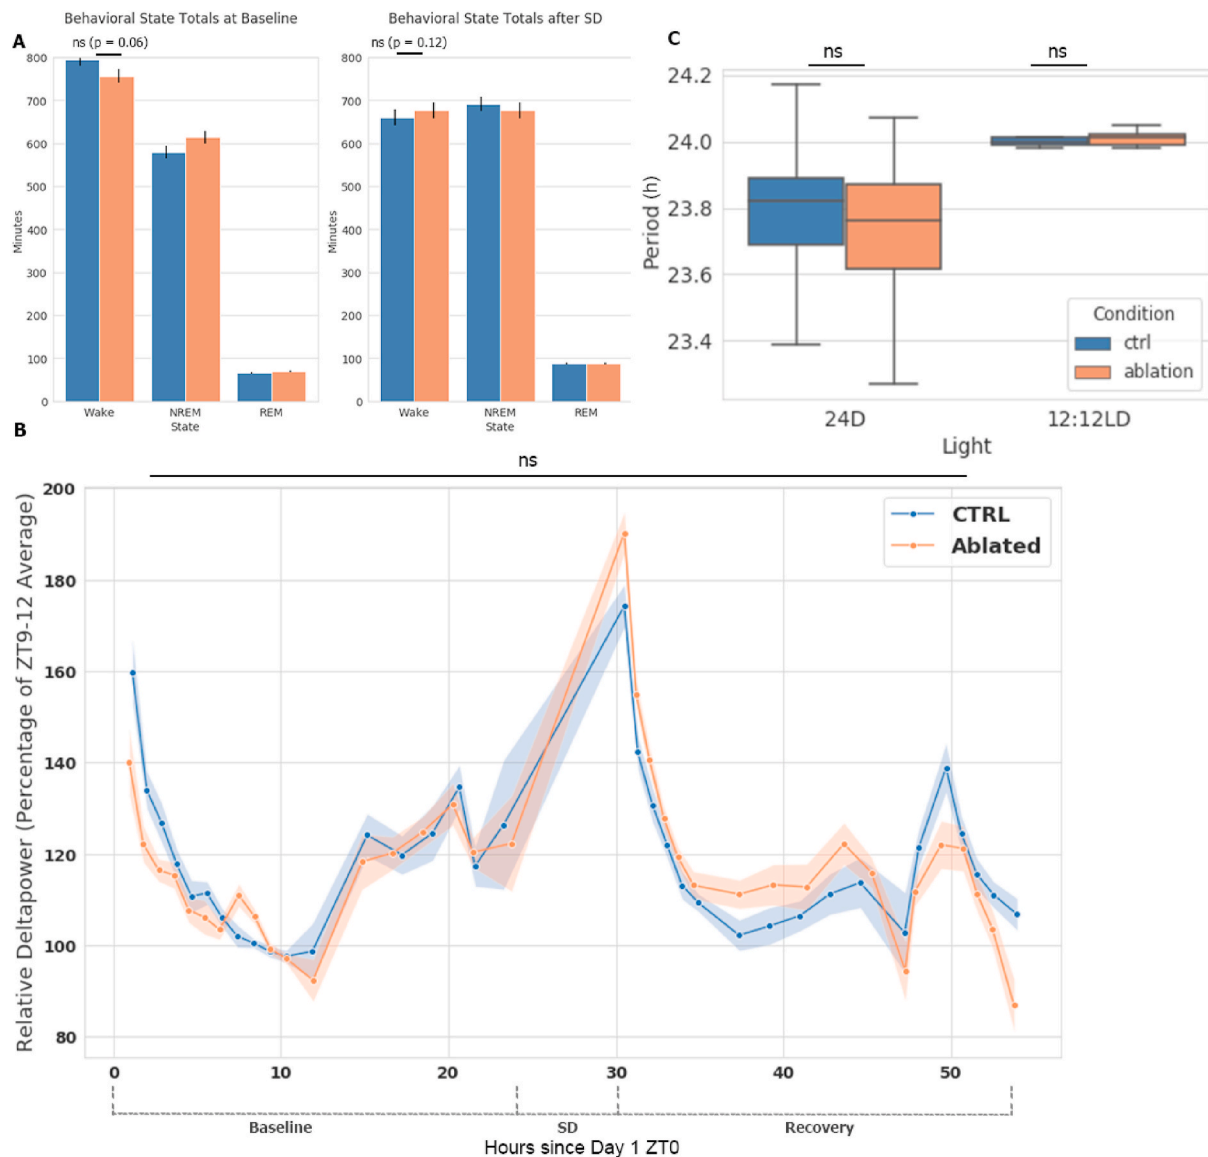 Behavioral State Totals at Baseline
Behavioral State Totals after SD
A
ns (p = 0.06)
ns (p = 0.12)
800
700
600
500
400
300
200
100
0
Minutes
Wake
NREM
REM
State
800
700
600
500
400
300
200
100
0
Minutes
Wake
NREM
REM
State
C
ns
ns
24.2
24.0
23.8
23.6
23.4
Period (h)
Condition
ctrl
ablation
24D
12:12LD
Light
B
ns
200
180
160
140
120
100
80
Relative Deltapower (Percentage of ZT9-12 Average)
CTRL
Ablated
0
10
20
30
40
50
Baseline
SD
Recovery
Hours since Day 1 ZT0